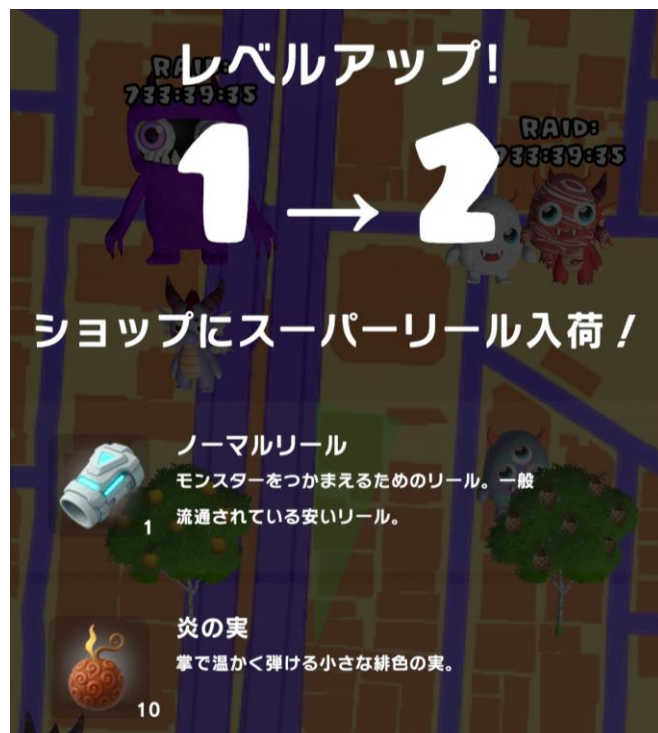 レベルアップ!
RAID:
733:39:35
RAID:
733:39:35
1→2
ショップにスーパーリール入荷！
ノーマルリール
モンスターをつかまえるためのリール。一般
流通されている安いリール。
1
炎の実
掌で温かく弾ける小さな緋色の実。
10